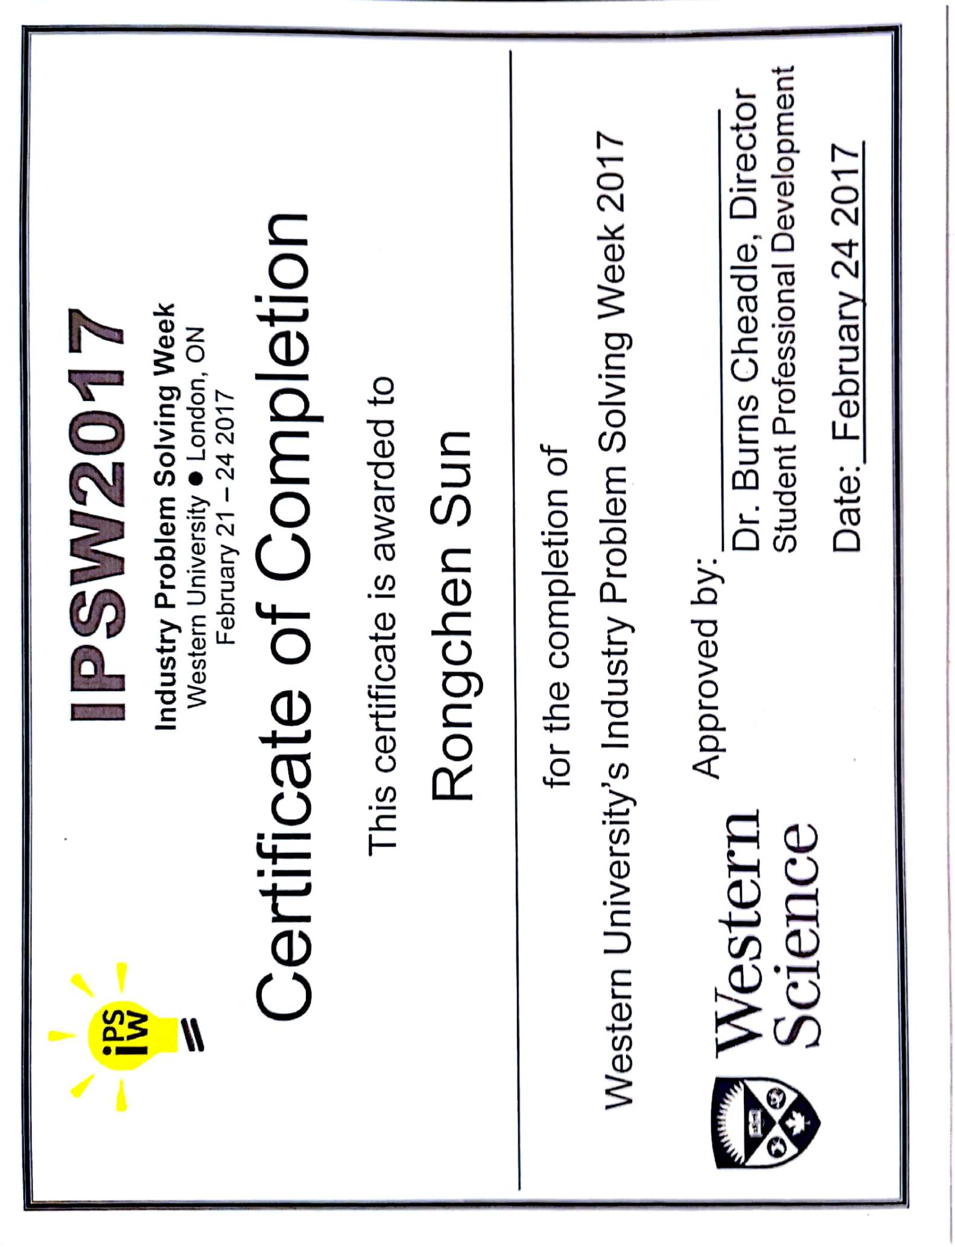 iPS
iW
IPSW2017
Industry Problem Solving Week
Western University ● London, ON
February 21 – 24 2017
Certificate of Completion
This certificate is awarded to
Rongchen Sun
for the completion of
Western University's Industry Problem Solving Week 2017
Western
Science
Approved by:
Dr. Burns Cheadle, Director
Student Professional Development
Date: February 24 2017